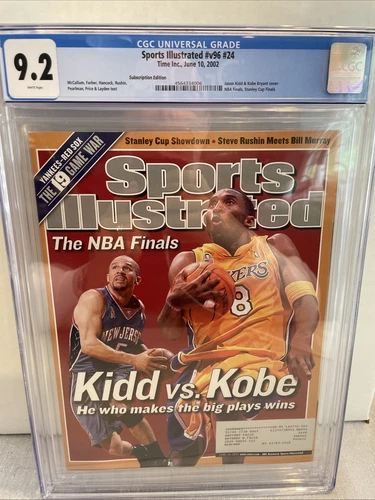 CGC UNIVERSAL GRADE
9.2
WHITE Pages
Sports Illustrated #v96 #24
Time Inc., June 10, 2002
Subscription Edition
McCallum, Farber, Hancock, Rushin,
Pearlman, Price & Layden text
Jason Kidd & Kobe Bryant cover
NBA Finals, Stanley Cup Finals
CGC
YANKEES-RED SOX
THE 19 GAME WAR
Stanley Cup Showdown • Steve Rushin Meets Bill Murray
Sports
Illustrated
The NBA Finals
LAKERS
8
NEW JERSEY
5
Kidd vs. Kobe
He who makes the big plays wins